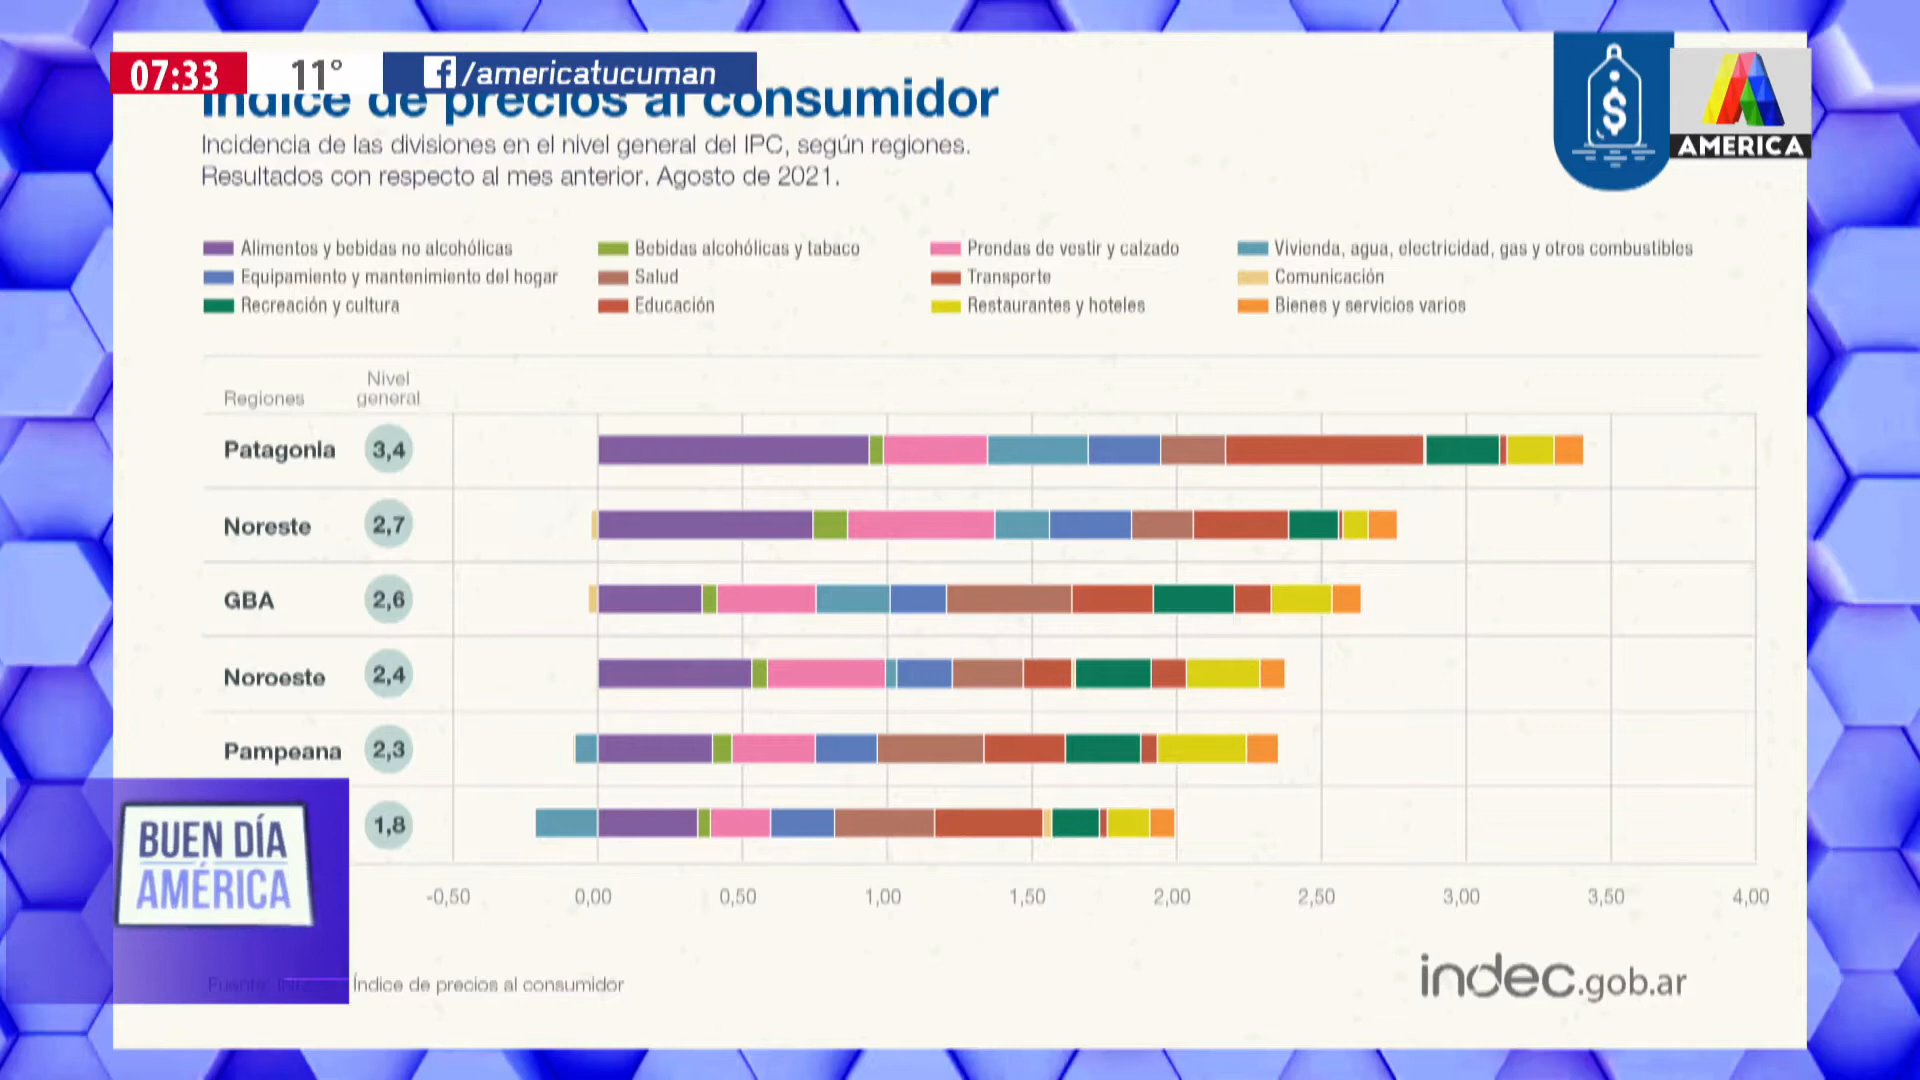 07:33 11° f/americatucuman
Índice de precios al consumidor
AMERICA
Incidencia de las divisiones en el nivel general del IPC, según regiones.
Resultados con respecto al mes anterior. Agosto de 2021.
Alimentos y bebidas no alcohólicas Bebidas alcohólicas y tabaco Prendas de vestir y calzado Vivienda, agua, electricidad, gas y otros combustibles
Equipamiento y mantenimiento del hogar Salud Transporte Comunicación
Recreación y cultura Educación Restaurantes y hoteles Bienes y servicios varios
Regiones Nivel general
Patagonia 3,4
Noreste 2,7
GBA 2,6
Noroeste 2,4
Pampeana 2,3
1,8
BUEN DÍA
AMÉRICA
-0,50 0,00 0,50 1,00 1,50 2,00 2,50 3,00 3,50 4,00
Índice de precios al consumidor
indec.gob.ar